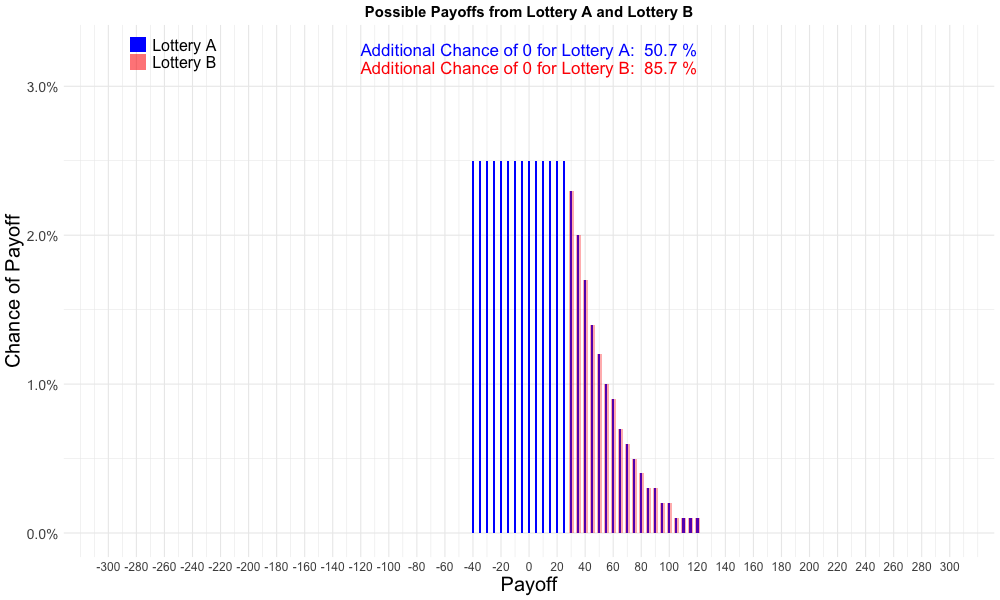 Possible Payoffs from Lottery A and Lottery B
Lottery A
Lottery B
Additional Chance of 0 for Lottery A: 50.7 %
Additional Chance of 0 for Lottery B: 85.7 %
Chance of Payoff
3.0%
2.0%
1.0%
0.0%
-300 -280 -260 -240 -220 -200 -180 -160 -140 -120 -100 -80 -60 -40 -20 0 20 40 60 80 100 120 140 160 180 200 220 240 260 280 300
Payoff